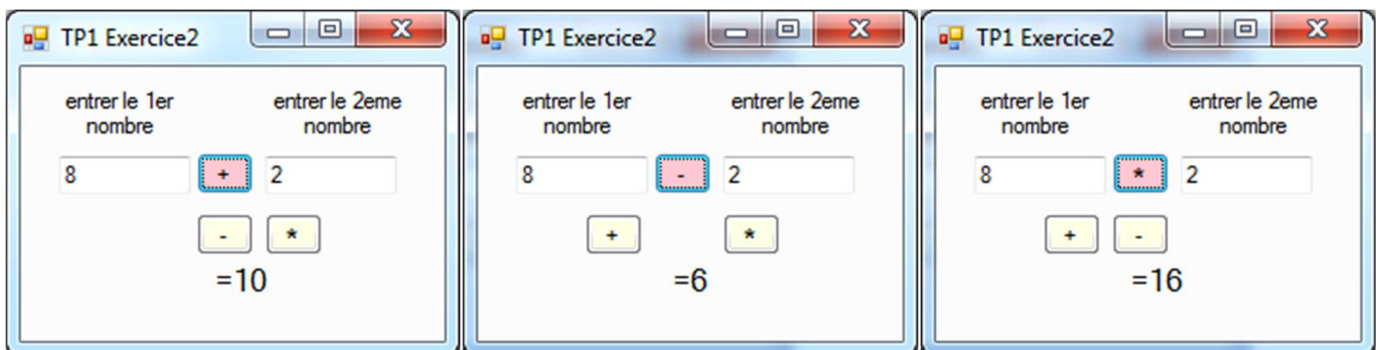 TP1 Exercice2
entrer le 1er
nombre
entrer le 2eme
nombre
8 + 2
- *
=10
TP1 Exercice2
entrer le 1er
nombre
entrer le 2eme
nombre
8 - 2
+ *
=6
TP1 Exercice2
entrer le 1er
nombre
entrer le 2eme
nombre
8 * 2
+ -
=16